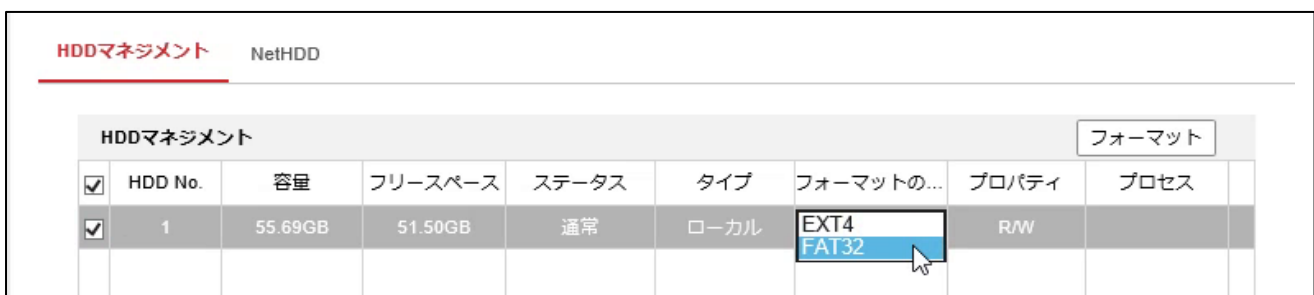 HDDマネジメント NetHDD
HDDマネジメント フォーマット
HDD No. 容量 フリースペース ステータス タイプ フォーマットの... プロパティ プロセス
1 55.69GB 51.50GB 通常 ローカル EXT4 R/W
FAT32